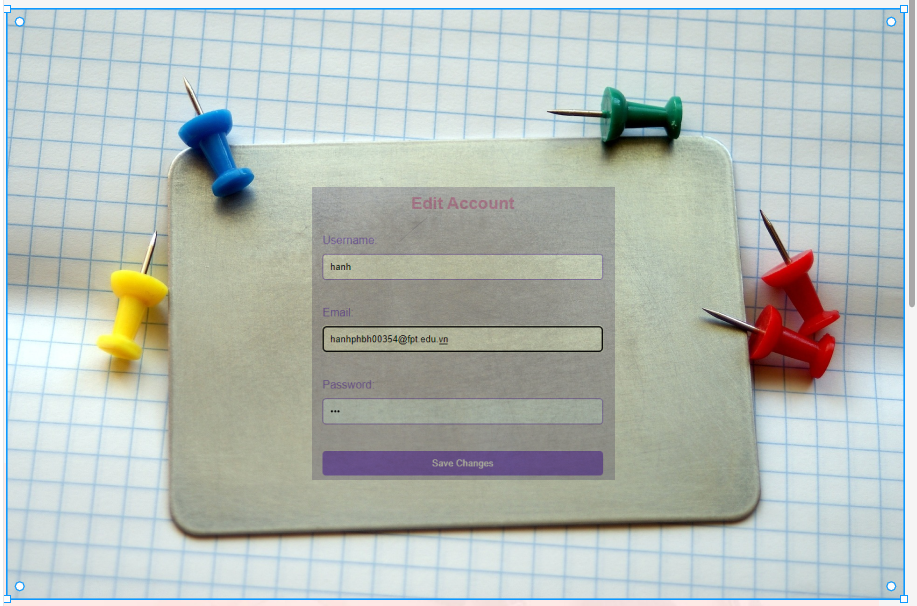 Edit Account
Username:
hanh
Email:
hanhphbh00354@fpt.edu.vn
Password:
•••
Save Changes